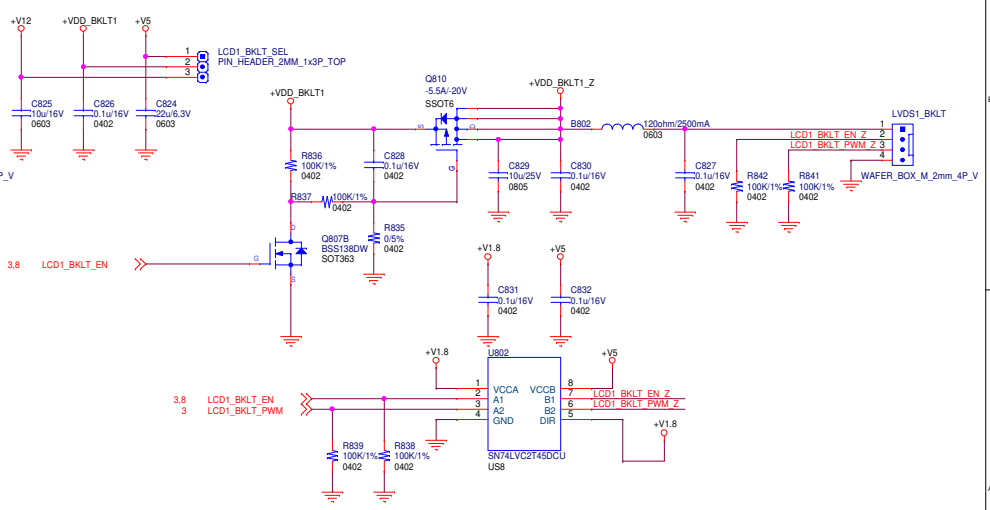 +V12
+VDD_BKLT1
+V5
1
2
3
LCD1_BKLT_SEL
PIN_HEADER_2MM_1x3P_TOP
C825
10u/16V
0603
C826
0.1u/16V
0402
C824
22u/6.3V
0603
P_V
+VDD_BKLT1
Q810
-5.5A/-20V
SSOT6
S
D
G
+VDD_BKLT1_Z
B802
120ohm/2500mA
0603
LVDS1_BKLT
1
2
3
4
LCD1_BKLT_EN_Z
LCD1_BKLT_PWM_Z
WAFER_BOX_M_2mm_4P_V
R836
100K/1%
0402
C828
0.1u/16V
0402
C829
10u/25V
0805
C830
0.1u/16V
0402
C827
0.1u/16V
0402
R842
100K/1%
0402
R841
100K/1%
0402
R837
100K/1%
0402
R835
0/5%
0402
D
Q807B
BSS138DW
SOT363
G
S
3,8 LCD1_BKLT_EN
+V1.8
+V5
C831
0.1u/16V
0402
C832
0.1u/16V
0402
+V1.8
U802
+V5
1 VCCA VCCB 8
2 A1 B1 7
3 A2 B2 6
4 GND DIR 5
LCD1_BKLT_EN_Z
LCD1_BKLT_PWM_Z
+V1.8
3,8 LCD1_BKLT_EN
3 LCD1_BKLT_PWM
R839
100K/1%
0402
R838
100K/1%
0402
SN74LVC2T45DCU
US8